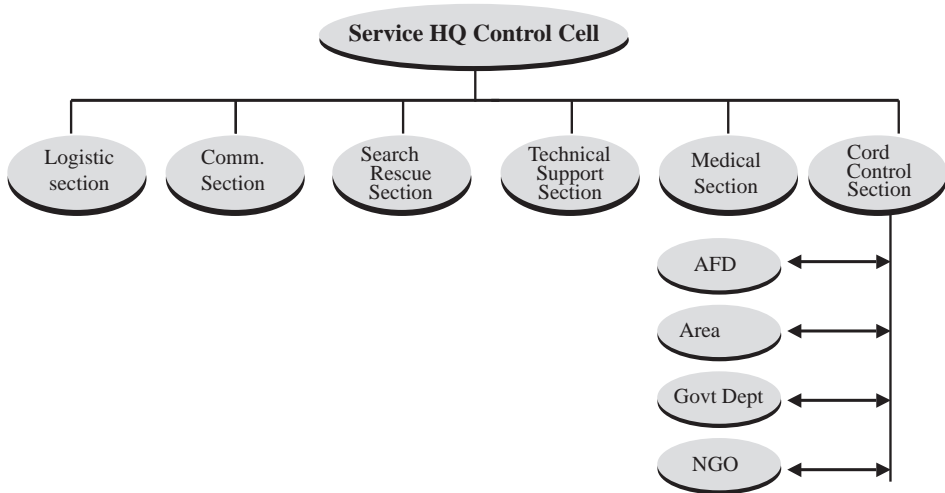 Service HQ Control Cell
Logistic
section
Comm.
Section
Search
Rescue
Section
Technical
Support
Section
Medical
Section
Cord
Control
Section
AFD
Area
Govt Dept
NGO